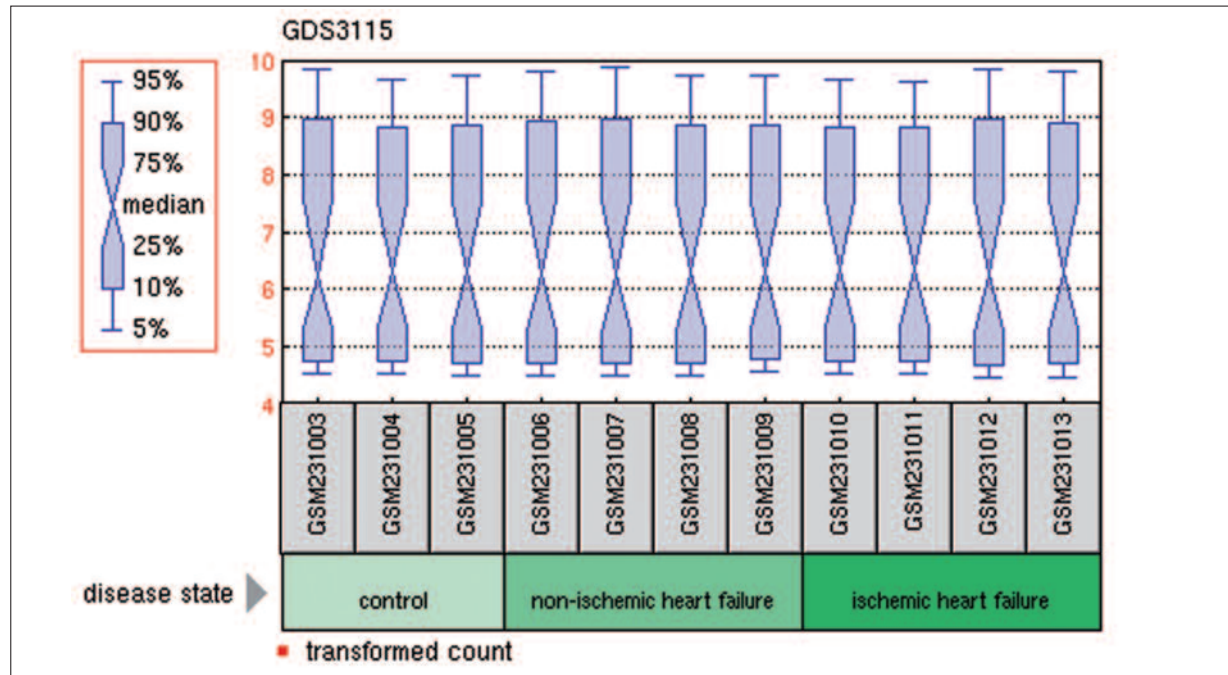 GDS3115
95%
90%
75%
median
25%
10%
5%
10
9
8
7
6
5
4
GSM231003
GSM231004
GSM231005
GSM231006
GSM231007
GSM231008
GSM231009
GSM231010
GSM231011
GSM231012
GSM231013
disease state
control
non-ischemic heart failure
ischemic heart failure
transformed count